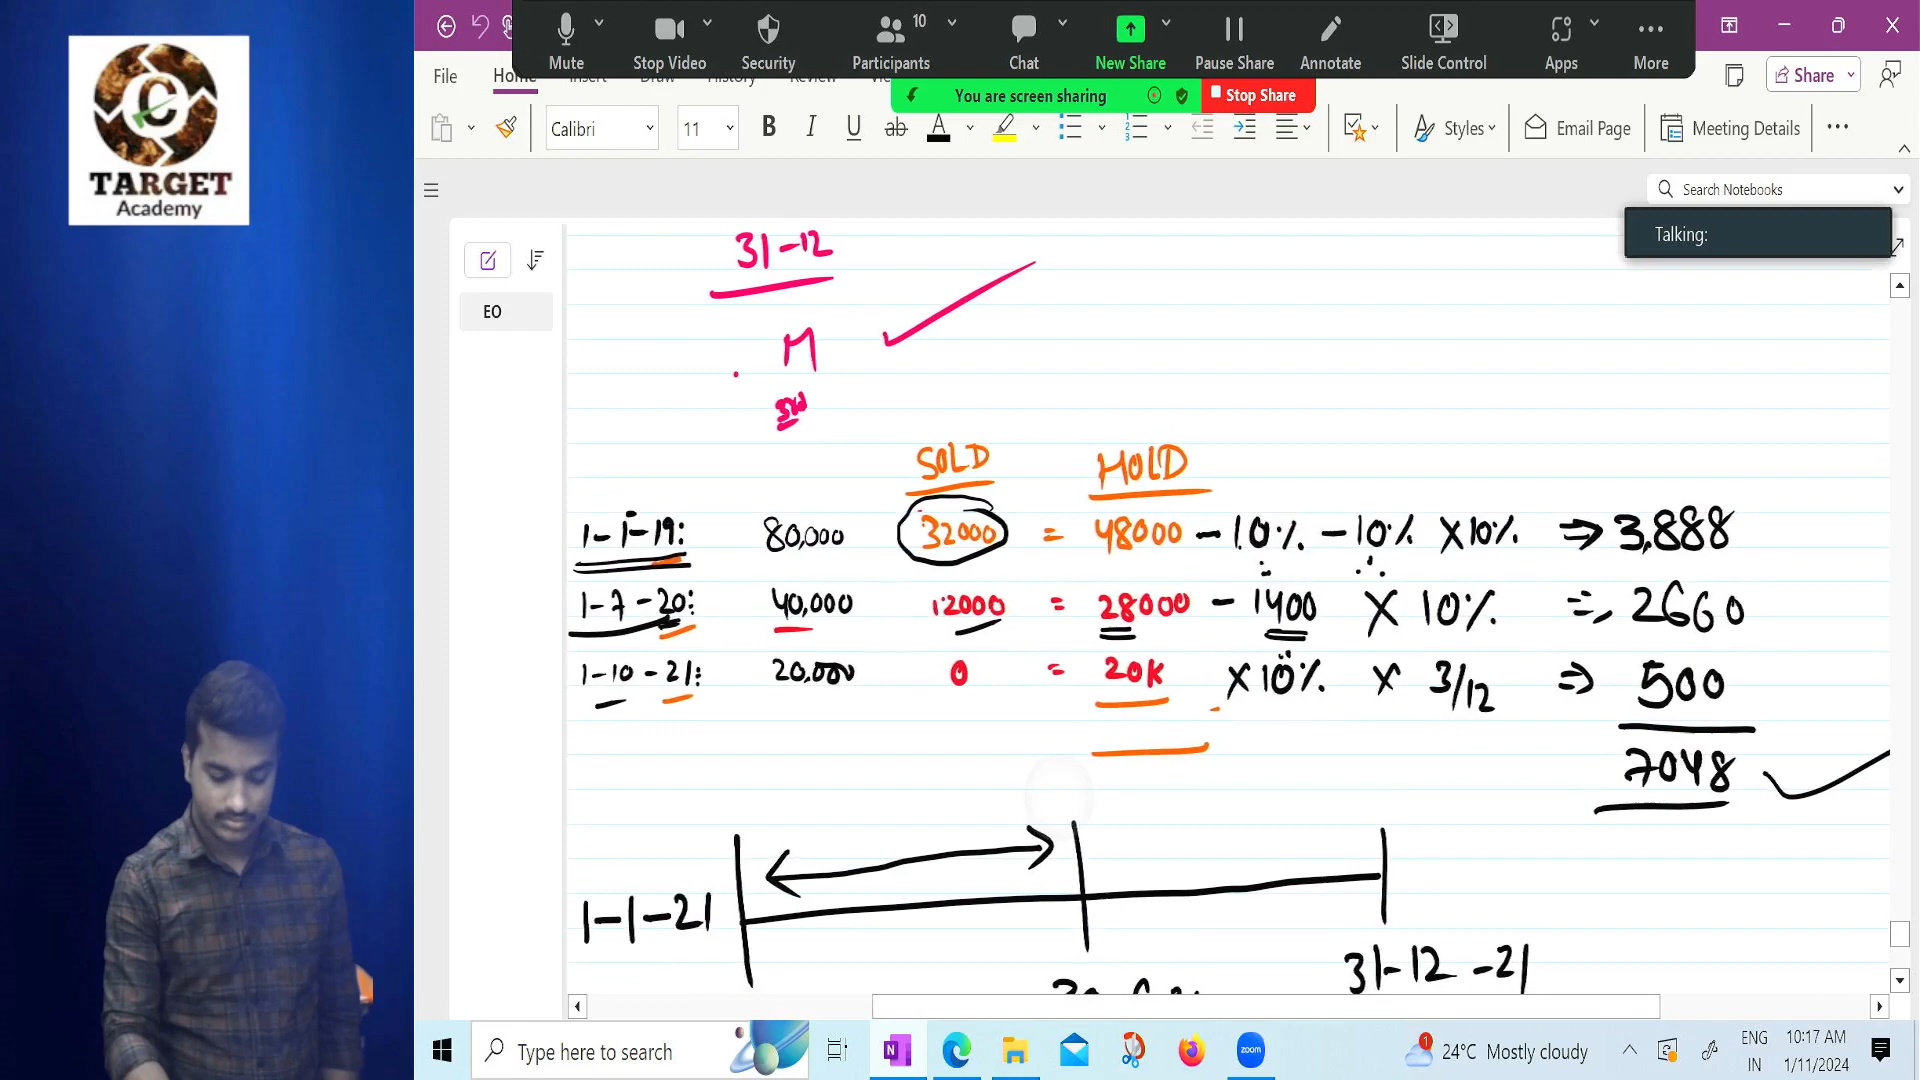 C
TARGET
Academy
Mute
Stop Video
Security
Participants 10
Chat
New Share
Pause Share
Annotate
Slide Control
Apps
More
You are screen sharing
Stop Share
File
Home
Share
Calibri
11
B I U ab A
Styles
Email Page
Meeting Details
Search Notebooks
Talking:
EO
31-12
M
SOLD HOLD
1-1-19: 80,000 32000 = 48000 - 10% - 10% X10% ⇒ 3,888
1-7-20: 40,000 12000 = 28000 - 1400 X 10% =. 2660
1-10-21: 20,000 0 = 20K X 10% X 3/12 ⇒ 500
7048
1-1-21
31-12-21
Type here to search
zoom
1
24°C Mostly cloudy
ENG
IN
10:17 AM
1/11/2024